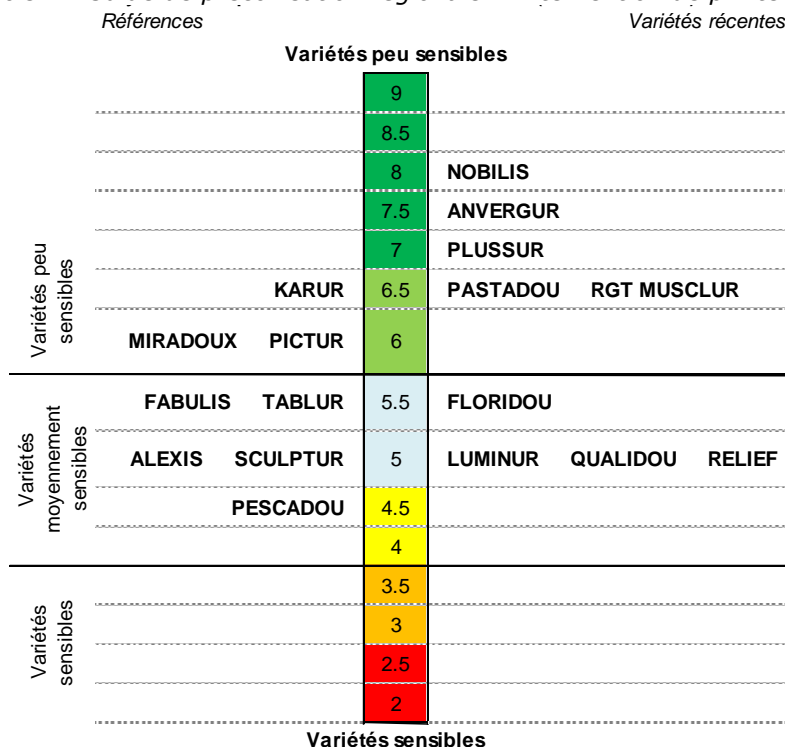 Références Variétés récentes
Variétés peu sensibles
9
8.5
8 NOBILIS
7.5 ANVERGUR
7 PLUSSUR
KARUR 6.5 PASTADOU RGT MUSCLUR
MIRADOUX PICTUR 6
Variétés peu
sensibles
FABULIS TABLUR 5.5 FLORIDOU
ALEXIS SCULPTUR 5 LUMINUR QUALIDOU RELIEF
PESCADOU 4.5
4
Variétés
moyennement
sensibles
3.5
3
2.5
2
Variétés
sensibles
Variétés sensibles